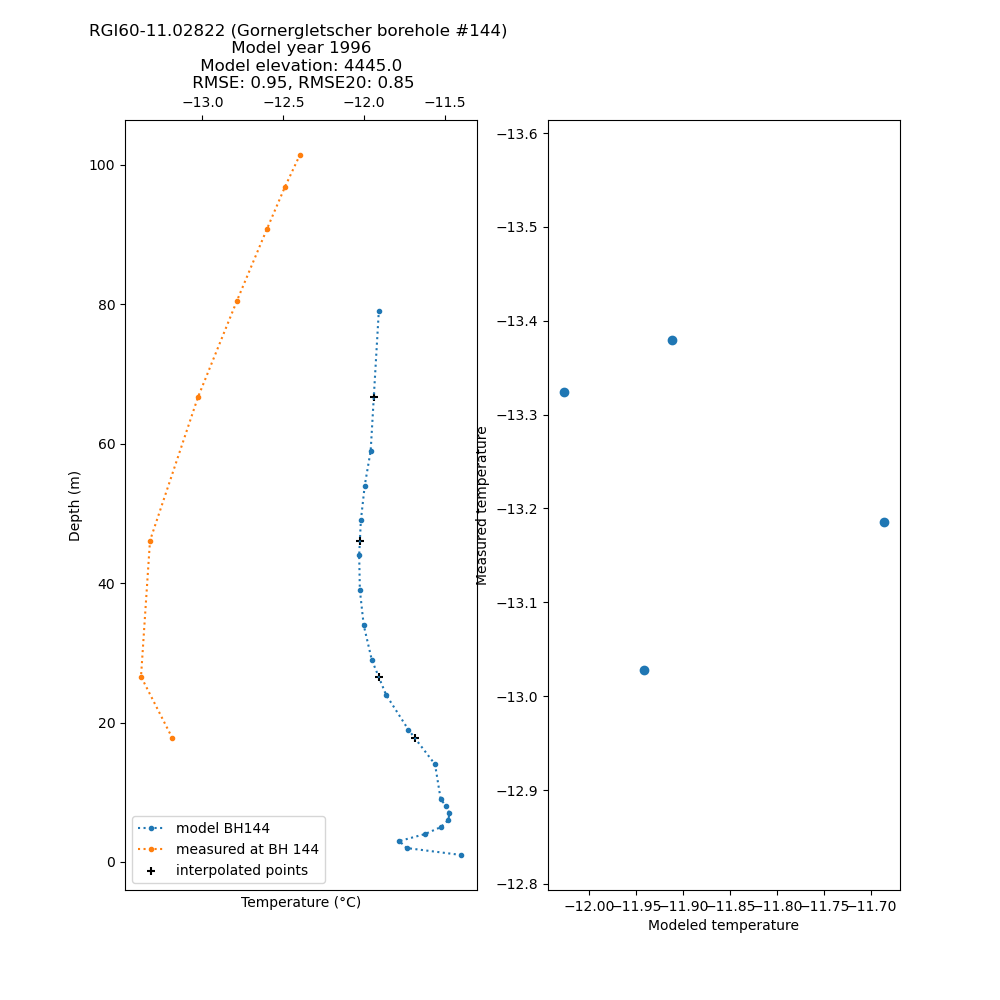 RGI60-11.02822 (Gornergletscher borehole #144)
Model year 1996
Model elevation: 4445.0
RMSE: 0.95, RMSE20: 0.85
−13.0 −12.5 −12.0 −11.5
100
80
60
40
20
0
Depth (m)
model BH144
measured at BH 144
interpolated points
Temperature (°C)
−13.6
−13.5
−13.4
−13.3
−13.2
−13.1
−13.0
−12.9
−12.8
Measured temperature
−12.00 −11.95 −11.90 −11.85 −11.80 −11.75 −11.70
Modeled temperature